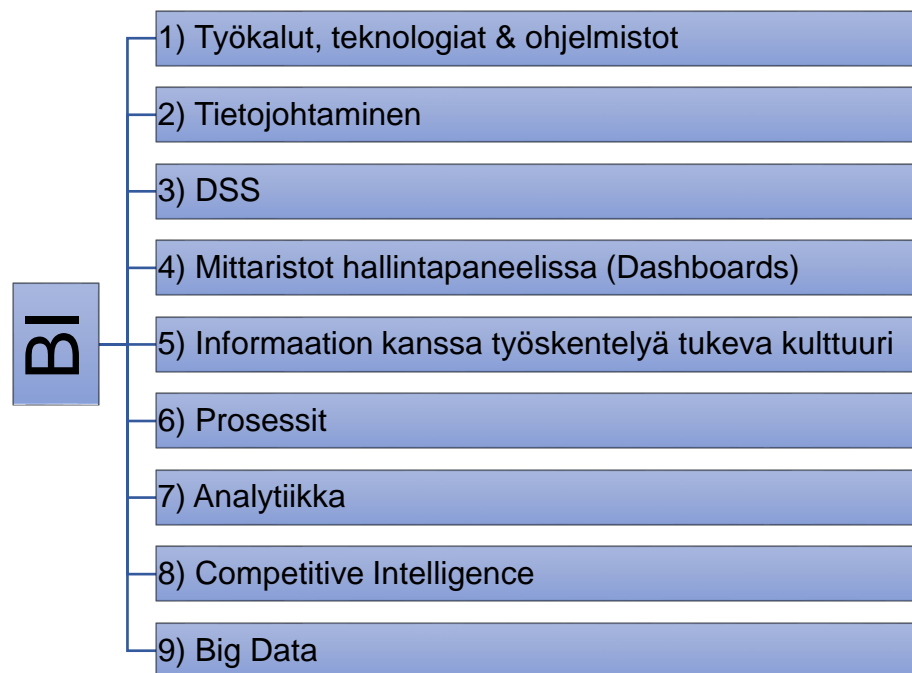 BI
1) Työkalut, teknologiat & ohjelmistot
2) Tietojohtaminen
3) DSS
4) Mittaristot hallintapaneelissa (Dashboards)
5) Informaation kanssa työskentelyä tukeva kulttuuri
6) Prosessit
7) Analytiikka
8) Competitive Intelligence
9) Big Data